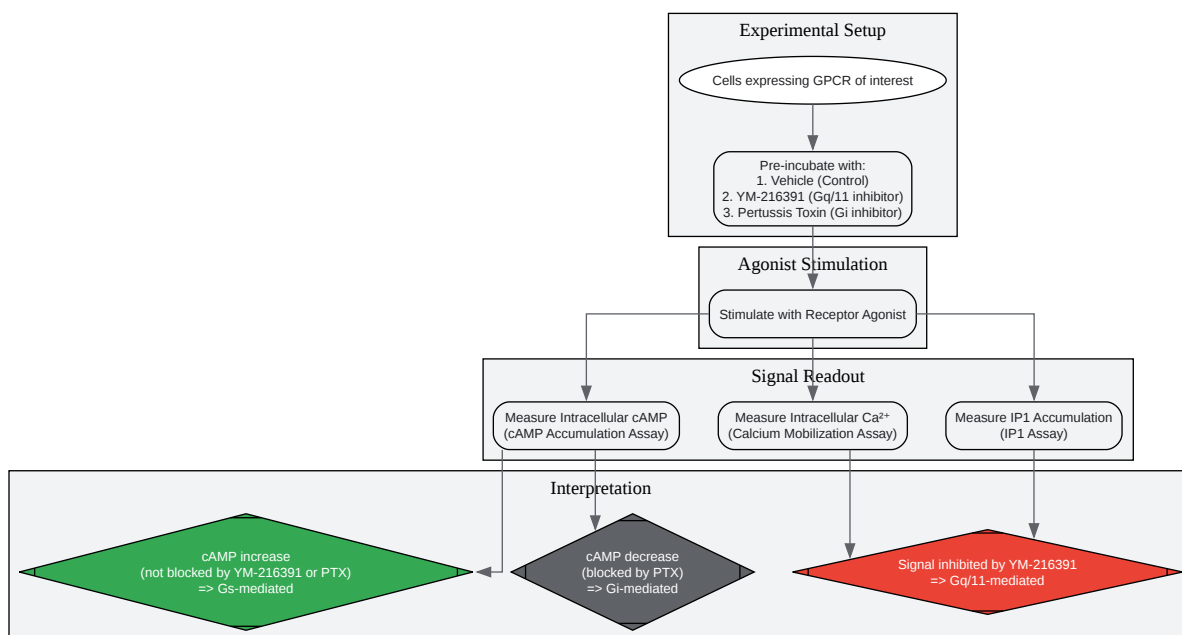 Experimental Setup
Cells expressing GPCR of interest
Pre-incubate with:
1. Vehicle (Control)
2. YM-216391 (Gq/11 inhibitor)
3. Pertussis Toxin (Gi inhibitor)
Agonist Stimulation
Stimulate with Receptor Agonist
Signal Readout
Measure Intracellular cAMP
(cAMP Accumulation Assay)
Measure Intracellular Ca²⁺
(Calcium Mobilization Assay)
Measure IP1 Accumulation
(IP1 Assay)
Interpretation
cAMP increase
(not blocked by YM-216391 or PTX)
=> Gs-mediated
cAMP decrease
(blocked by PTX)
=> Gi-mediated
Signal inhibited by YM-216391
=> Gq/11-mediated